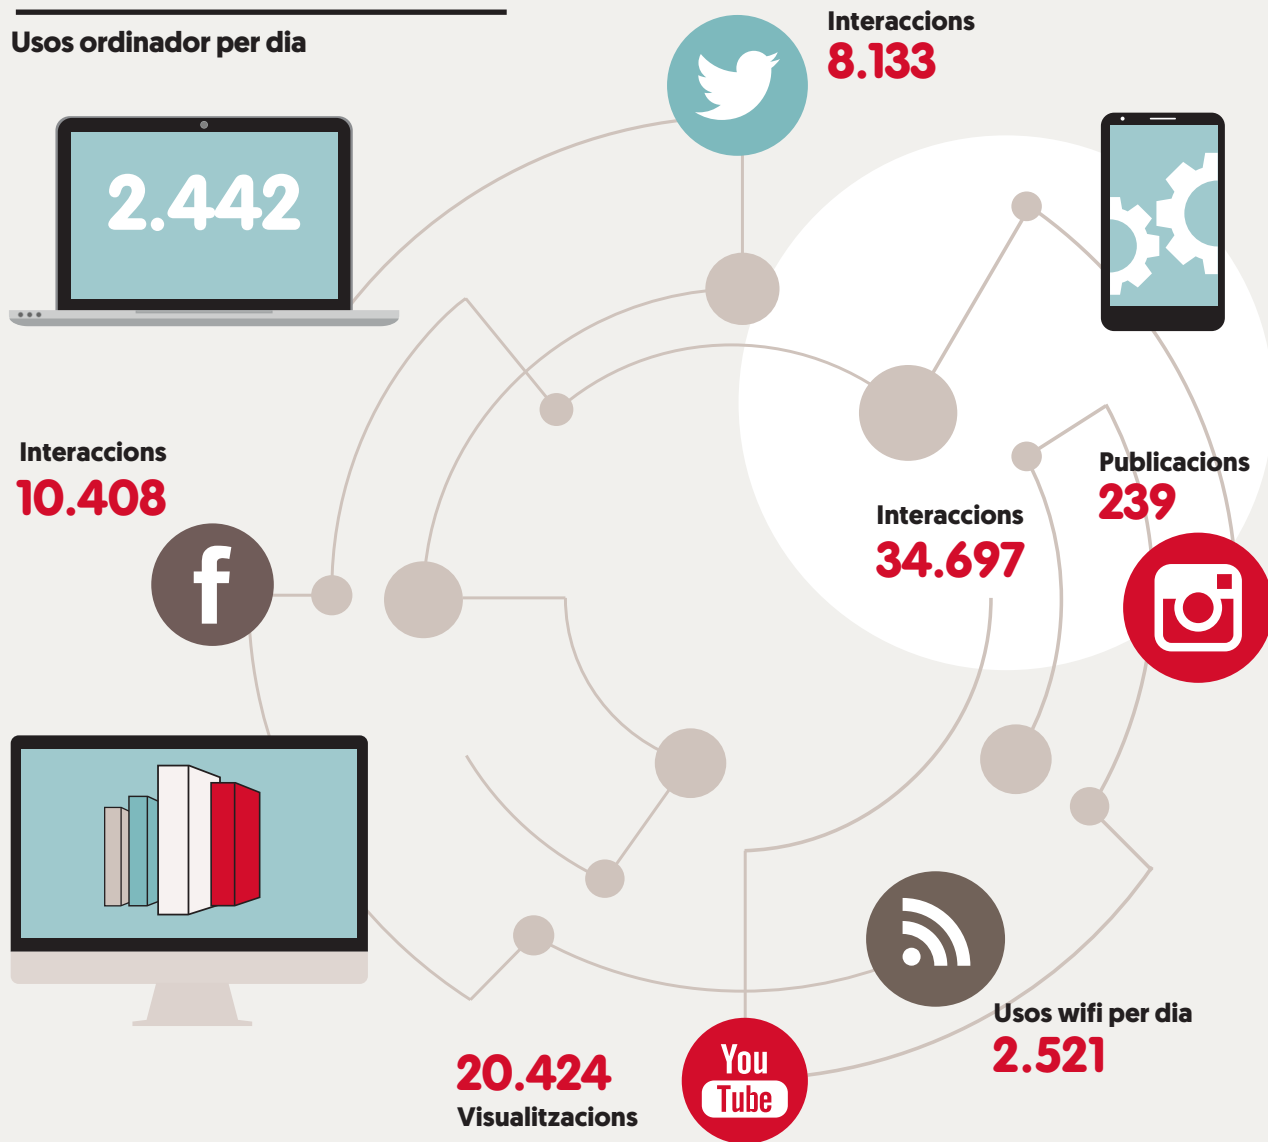 Usos ordinador per dia
2.442
Interaccions
8.133
Interaccions
10.408
Publicacions
239
Interaccions
34.697
Usos wifi per dia
2.521
20.424
Visualitzacions
You
Tube
f